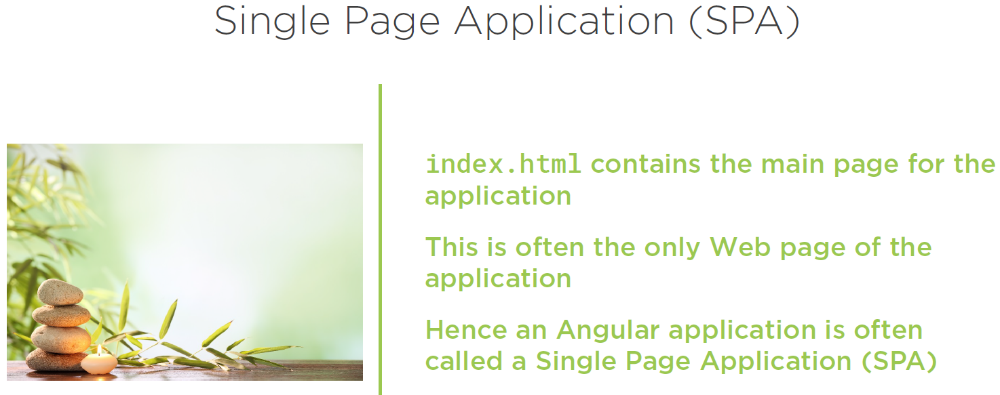 Single Page Application (SPA)
index.html contains the main page for the
application
This is often the only Web page of the
application
Hence an Angular application is often
called a Single Page Application (SPA)